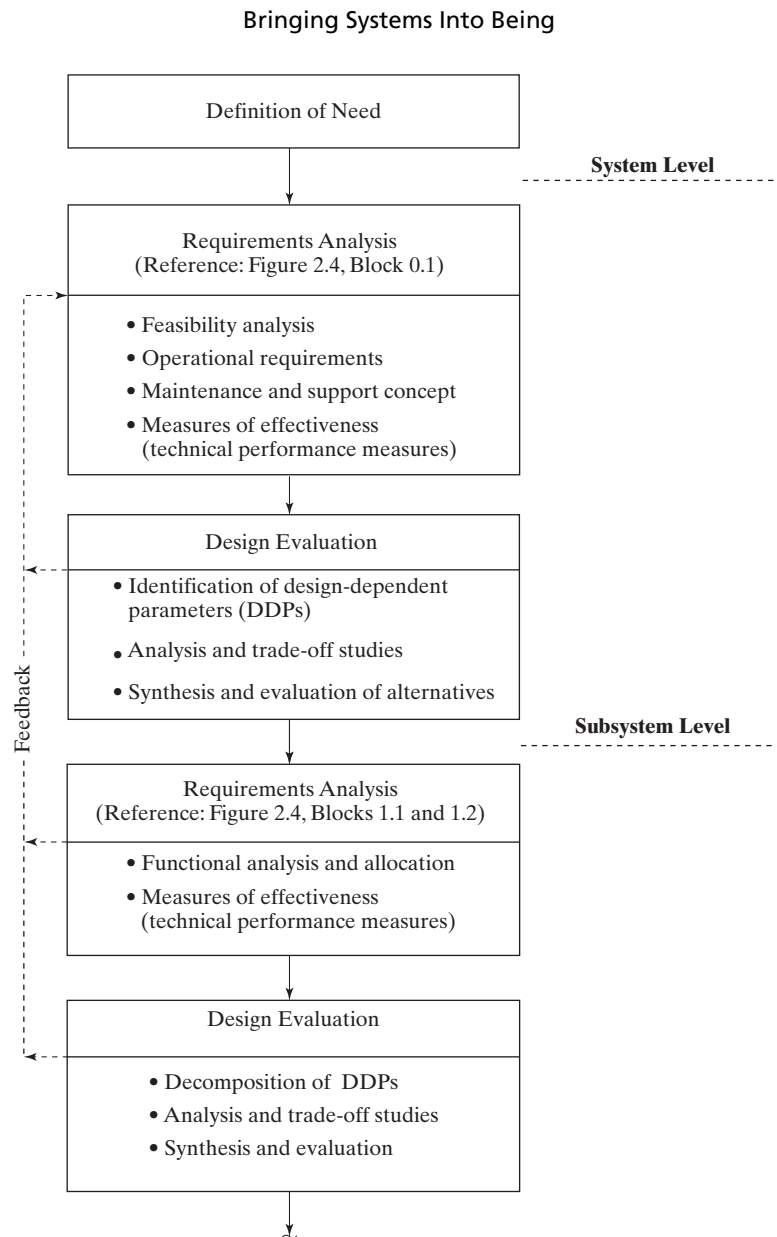 Bringing Systems Into Being
Definition of Need
System Level
Requirements Analysis
(Reference: Figure 2.4, Block 0.1)
• Feasibility analysis
• Operational requirements
• Maintenance and support concept
• Measures of effectiveness
(technical performance measures)
Design Evaluation
• Identification of design-dependent
parameters (DDPs)
• Analysis and trade-off studies
• Synthesis and evaluation of alternatives
Feedback
Subsystem Level
Requirements Analysis
(Reference: Figure 2.4, Blocks 1.1 and 1.2)
• Functional analysis and allocation
• Measures of effectiveness
(technical performance measures)
Design Evaluation
• Decomposition of DDPs
• Analysis and trade-off studies
• Synthesis and evaluation